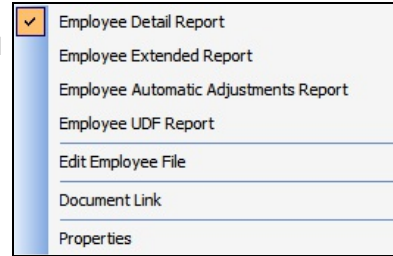 Employee Detail Report
Employee Extended Report
Employee Automatic Adjustments Report
Employee UDF Report
Edit Employee File
Document Link
Properties